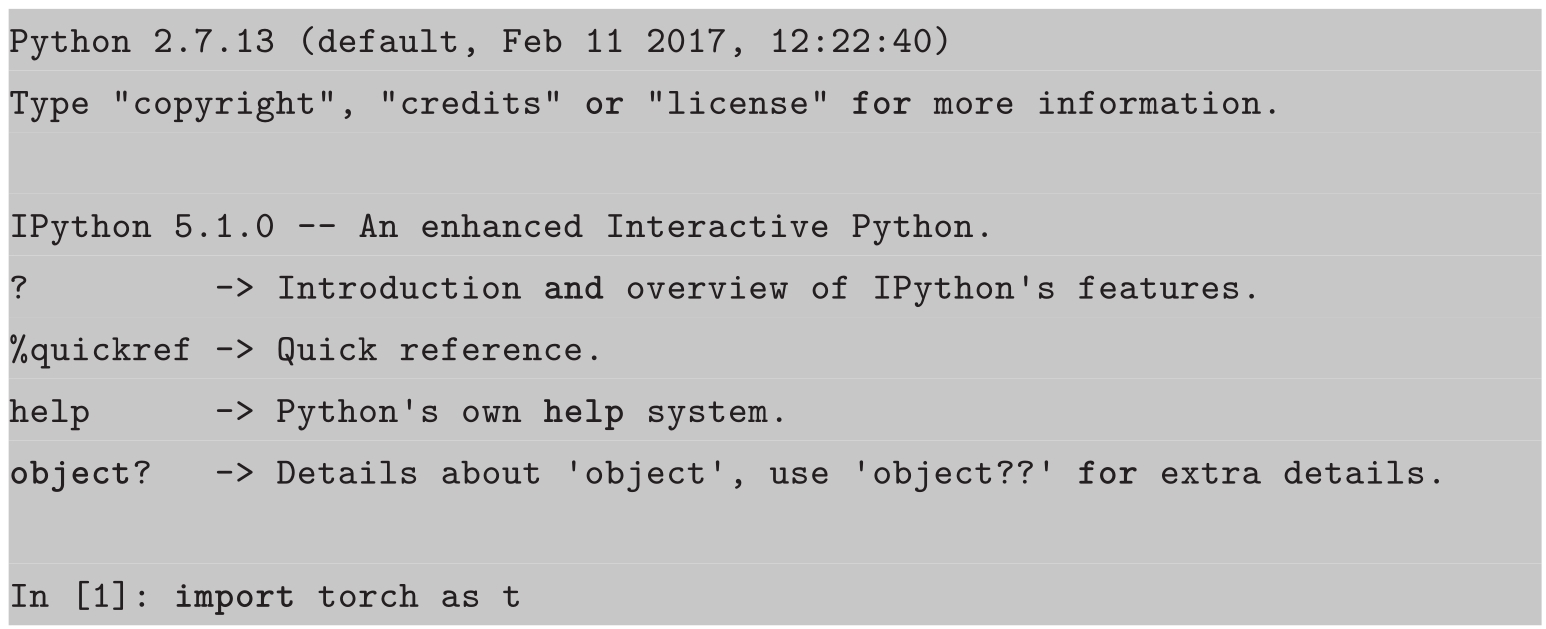 Python 2.7.13 (default, Feb 11 2017, 12:22:40)
Type "copyright", "credits" or "license" for more information.
IPython 5.1.0 -- An enhanced Interactive Python.
?         -> Introduction and overview of IPython's features.
%quickref -> Quick reference.
help      -> Python's own help system.
object?   -> Details about 'object', use 'object??' for extra details.
In [1]: import torch as t